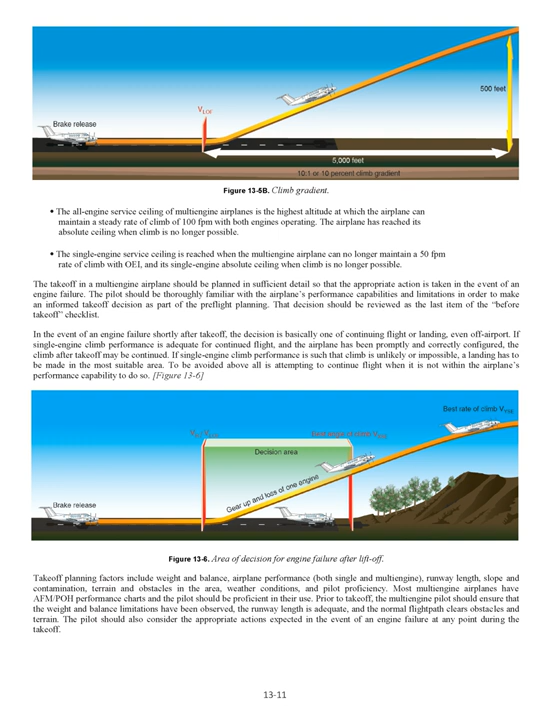 500 feet
V LOF
Brake release
5,000 feet
10:1 or 10 percent climb gradient
Figure 13-5B. Climb gradient.
• The all-engine service ceiling of multiengine airplanes is the highest altitude at which the airplane can
maintain a steady rate of climb of 100 fpm with both engines operating. The airplane has reached its
absolute ceiling when climb is no longer possible.
• The single-engine service ceiling is reached when the multiengine airplane can no longer maintain a 50 fpm
rate of climb with OEI, and its single-engine absolute ceiling when climb is no longer possible.
The takeoff in a multiengine airplane should be planned in sufficient detail so that the appropriate action is taken in the event of an
engine failure. The pilot should be thoroughly familiar with the airplane's performance capabilities and limitations in order to make
an informed takeoff decision as part of the preflight planning. That decision should be reviewed as the last item of the "before
takeoff" checklist.
In the event of an engine failure shortly after takeoff, the decision is basically one of continuing flight or landing, even off-airport. If
single-engine climb performance is adequate for continued flight, and the airplane has been promptly and correctly configured, the
climb after takeoff may be continued. If single-engine climb performance is such that climb is unlikely or impossible, a landing has to
be made in the most suitable area. To be avoided above all is attempting to continue flight when it is not within the airplane's
performance capability to do so. [Figure 13-6]
Best rate of climb V YSE
Best angle of climb
Decision area
Gear up and loss of one engine
Brake release
Figure 13-6. Area of decision for engine failure after lift-off.
Takeoff planning factors include weight and balance, airplane performance (both single and multiengine), runway length, slope and
contamination, terrain and obstacles in the area, weather conditions, and pilot proficiency. Most multiengine airplanes have
AFM/POH performance charts and the pilot should be proficient in their use. Prior to takeoff, the multiengine pilot should ensure that
the weight and balance limitations have been observed, the runway length is adequate, and the normal flightpath clears obstacles and
terrain. The pilot should also consider the appropriate actions expected in the event of an engine failure at any point during the
takeoff.
13-11